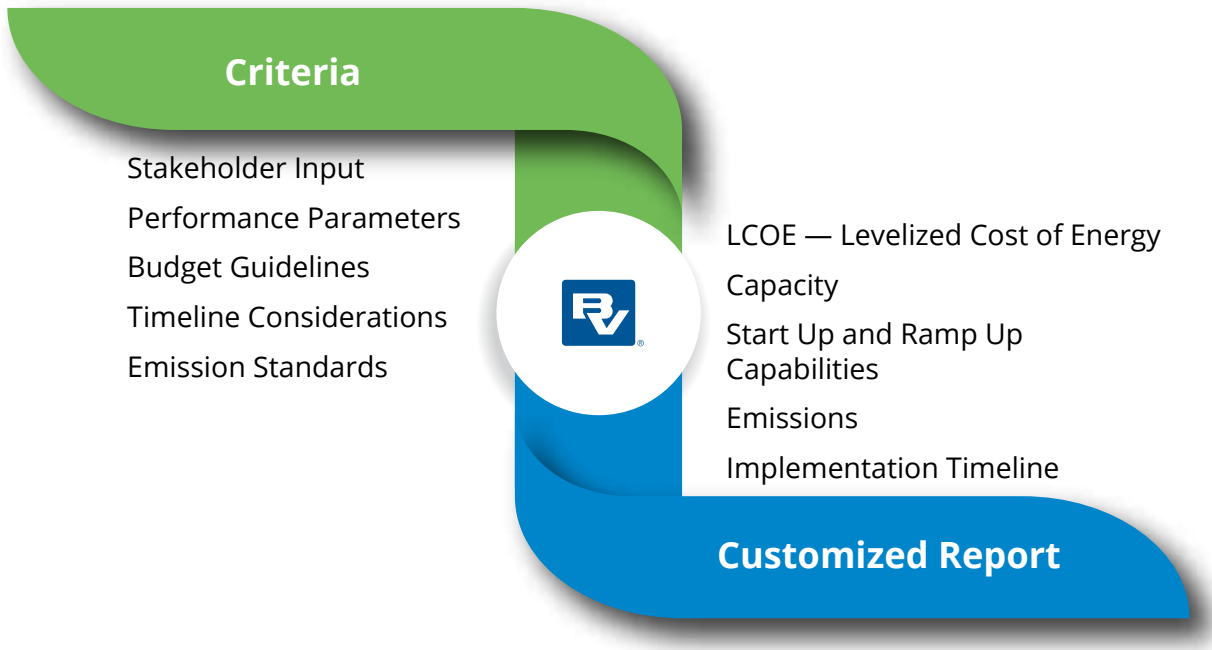 Criteria
Stakeholder Input
Performance Parameters
Budget Guidelines
Timeline Considerations
Emission Standards
BV
®
LCOE — Levelized Cost of Energy
Capacity
Start Up and Ramp Up
Capabilities
Emissions
Implementation Timeline
Customized Report